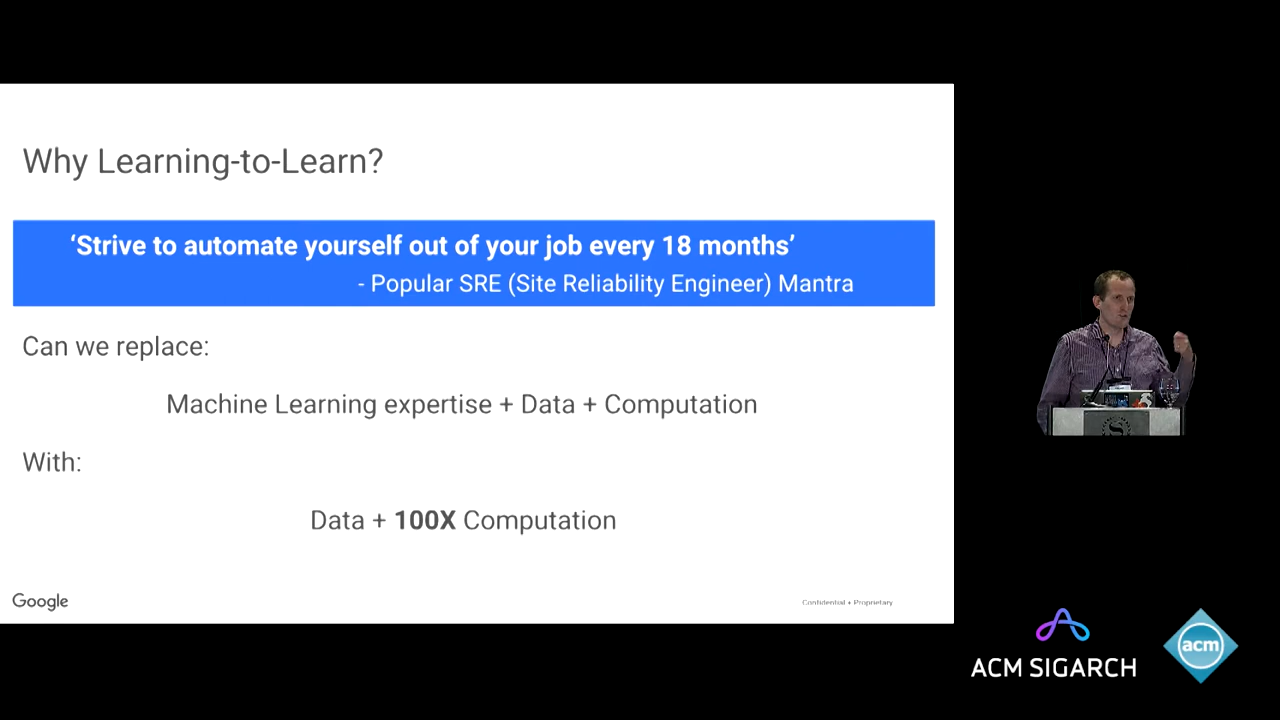 Why Learning-to-Learn?
‘Strive to automate yourself out of your job every 18 months’
- Popular SRE (Site Reliability Engineer) Mantra
Can we replace:
Machine Learning expertise + Data + Computation
With:
Data + 100X Computation
Google
Confidential + Proprietary
S
ACM SIGARCH
acm